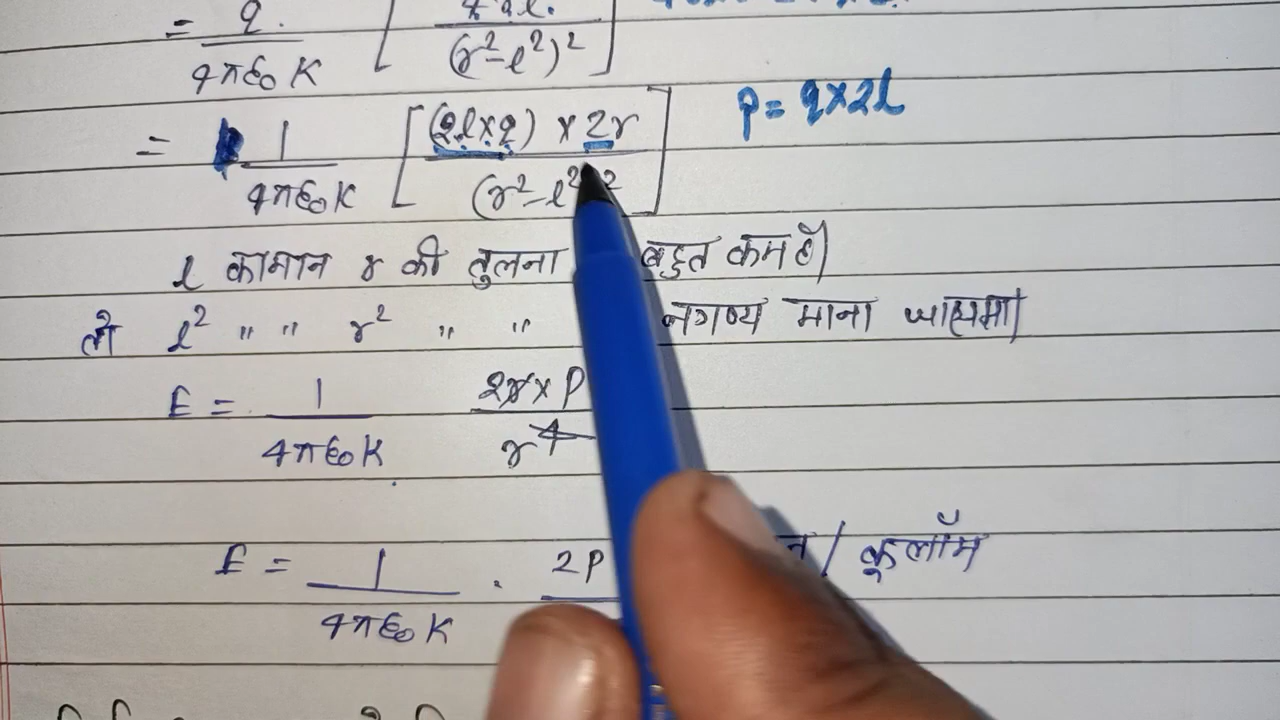 = q / 4πε₀K [ / (r² - l²)² ]
= 1 / 4πε₀K [ (2l×q) × 2r / (r² - l²)² ] P = q×2l
l का मान r की तुलना बहुत कम है।
तो l² " " r² " " नगण्य माना जायेगा।
E = 1 / 4πε₀K 2r × P / r⁴
E = 1 / 4πε₀K . 2P / कूलॉम